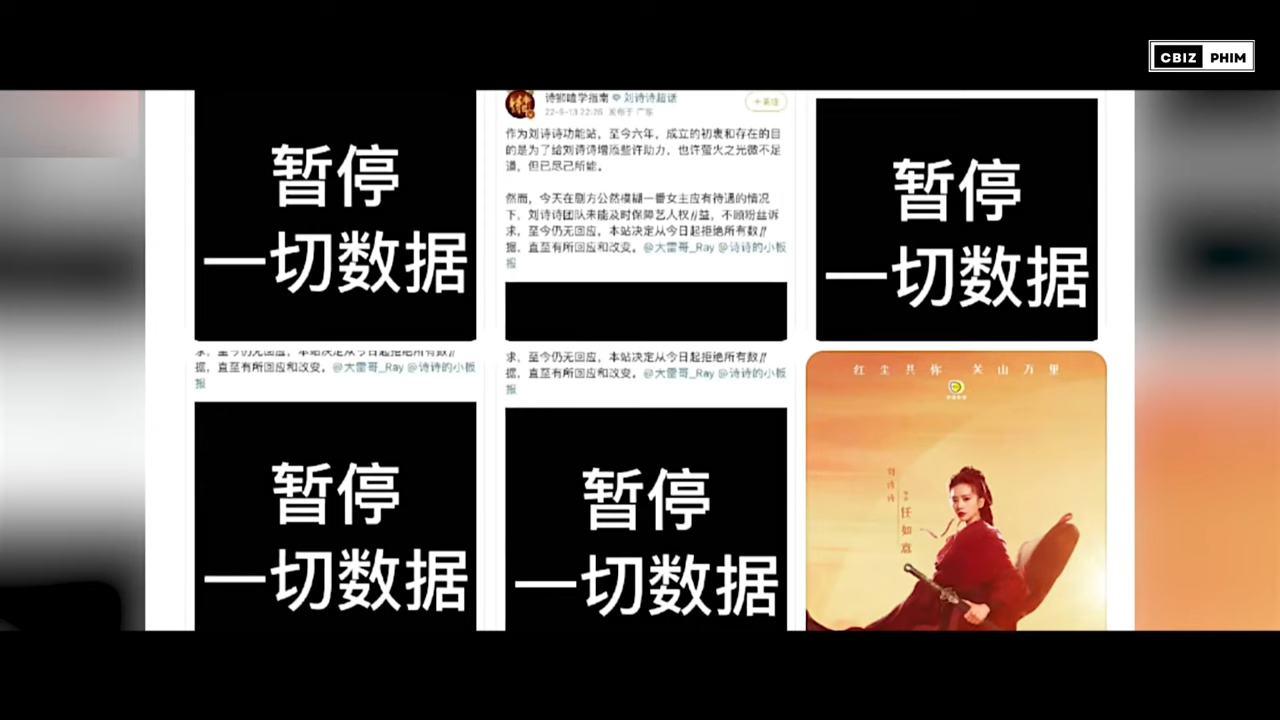 CBIZ PHIM
暂停
一切数据
诗狮嗑学指南 刘诗诗超话
22-9-13 22:26 发布于 广东
+关注
作为刘诗诗功能站，至今六年，成立的初衷和存在的目
的是为了给刘诗诗增添些许助力，也许萤火之光微不足
道，但已尽己所能。
然而，今天在剧方公然模糊一番女主应有待遇的情况
下，刘诗诗团队未能及时保障艺人权//益，不顾粉丝诉
求，至今仍无回应，本站决定从今日起拒绝所有数//
据，直至有所回应和改变。@大雷哥_Ray @诗诗的小板
报
暂停
一切数据
求，至今仍无回应，本站决定从今日起拒绝所有数//
据，直至有所回应和改变。@大雷哥_Ray @诗诗的小板
报
暂停
一切数据
求，至今仍无回应，本站决定从今日起拒绝所有数//
据，直至有所回应和改变。@大雷哥_Ray @诗诗的小板
报
暂停
一切数据
红尘共你 关山万里
刘诗诗
任如意